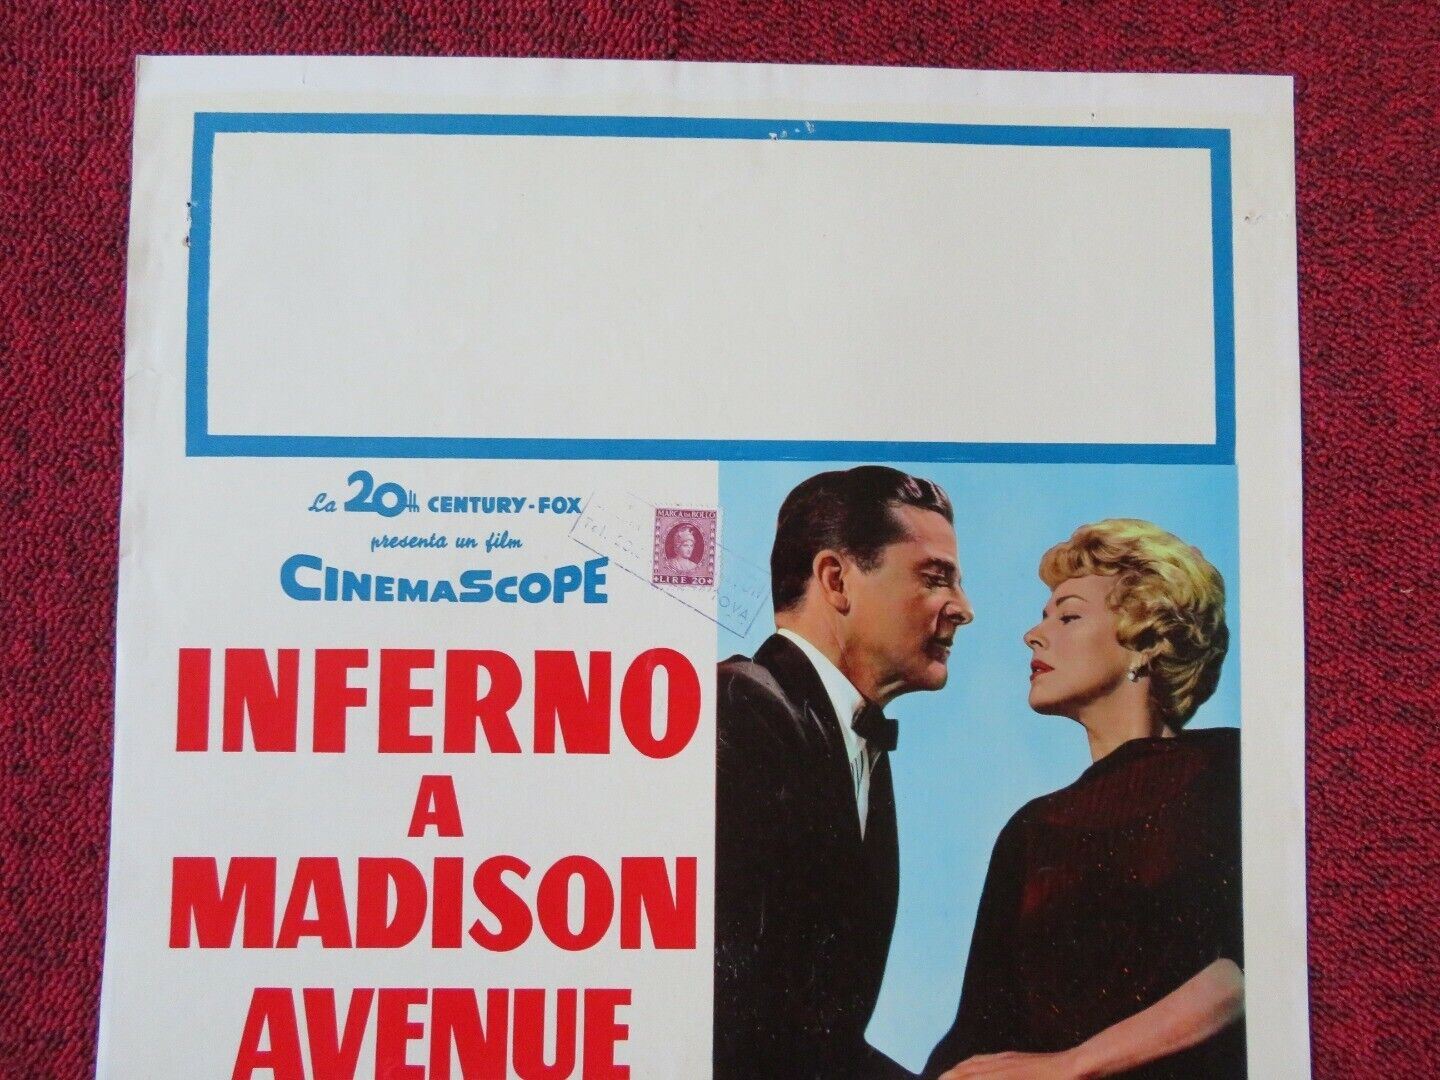 La 20th CENTURY-FOX
presenta un film
CINEMASCOPE
MARCA DA BOLLO
LIRE 20
INFERNO
A
MADISON
AVENUE